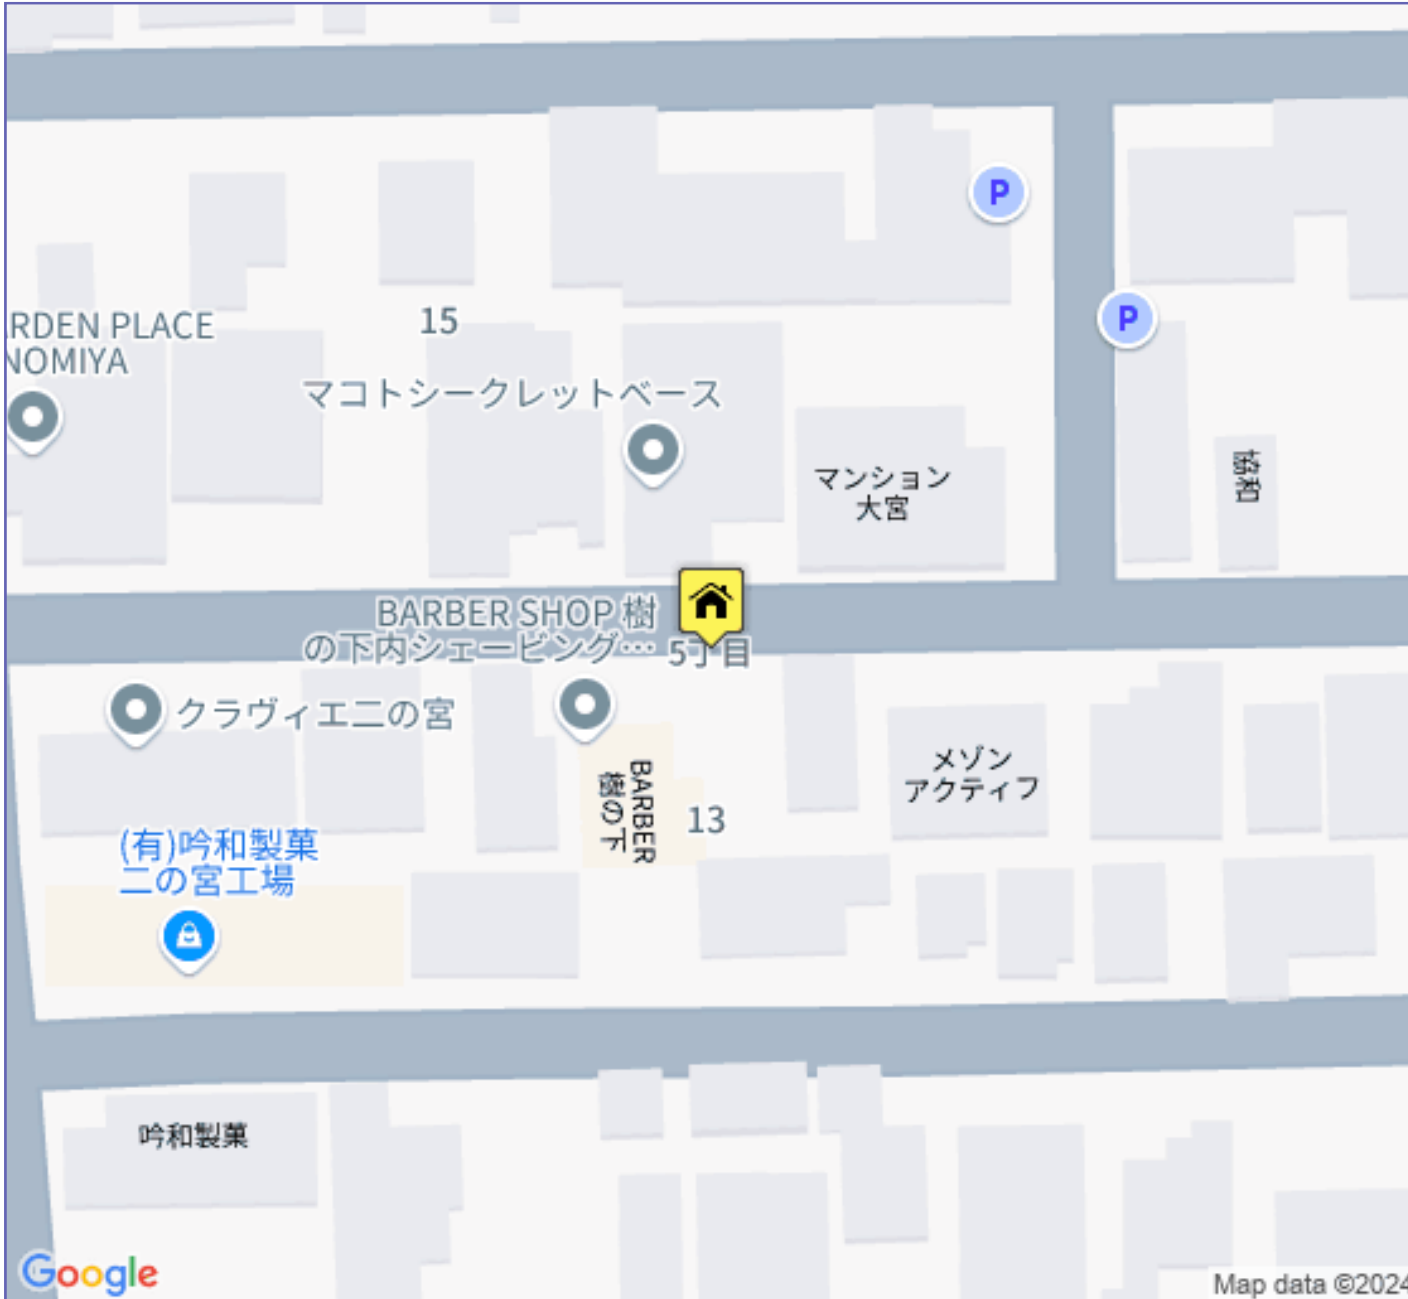 P
P
15
RDEN PLACE
NOMIYA
マコトシークレットベース
マンション
大宮
協和
BARBER SHOP 樹
の下内シェービング…
5丁目
クラヴィエ二の宮
BARBER
樹の下
13
メゾン
アクティフ
(有)吟和製菓
二の宮工場
吟和製菓
Google
Map data ©2024